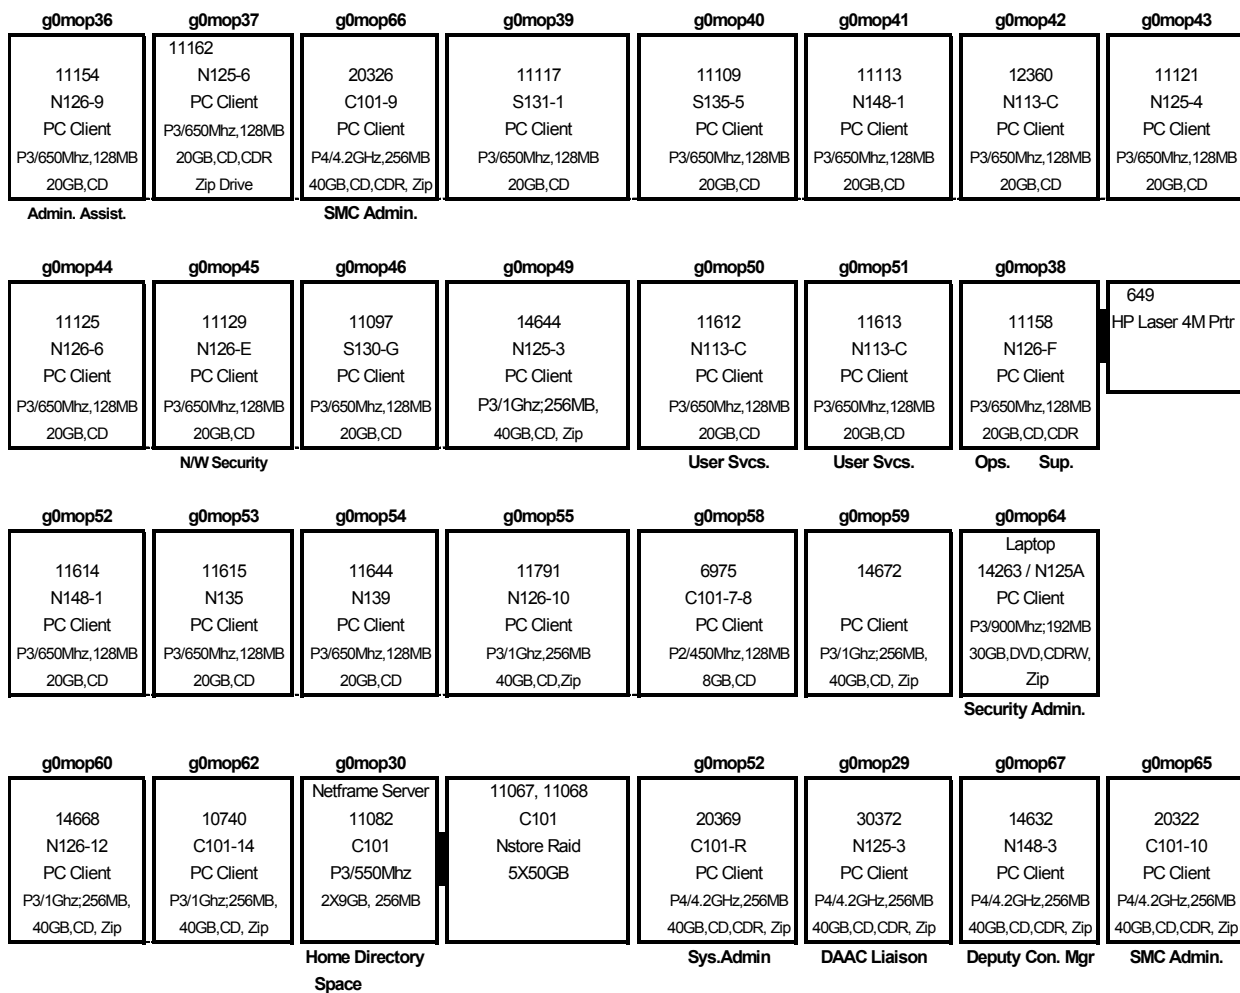 g0mop36 g0mop37 g0mop66 g0mop39 g0mop40 g0mop41 g0mop42 g0mop43
11162
11154 N125-6 20326 11117 11109 11113 12360 11121
N126-9 PC Client C101-9 S131-1 S135-5 N148-1 N113-C N125-4
PC Client P3/650Mhz,128MB PC Client PC Client PC Client PC Client PC Client PC Client
P3/650Mhz,128MB 20GB,CD,CDR P4/4.2GHz,256MB P3/650Mhz,128MB P3/650Mhz,128MB P3/650Mhz,128MB P3/650Mhz,128MB P3/650Mhz,128MB
20GB,CD Zip Drive 40GB,CD,CDR, Zip 20GB,CD 20GB,CD 20GB,CD 20GB,CD 20GB,CD
Admin. Assist. SMC Admin.
g0mop44 g0mop45 g0mop46 g0mop49 g0mop50 g0mop51 g0mop38
649
11125 11129 11097 14644 11612 11613 11158 HP Laser 4M Prtr
N126-6 N126-E S130-G N125-3 N113-C N113-C N126-F
PC Client PC Client PC Client PC Client PC Client PC Client PC Client
P3/650Mhz,128MB P3/650Mhz,128MB P3/650Mhz,128MB P3/1Ghz;256MB, P3/650Mhz,128MB P3/650Mhz,128MB P3/650Mhz,128MB
20GB,CD 20GB,CD 20GB,CD 40GB,CD, Zip 20GB,CD 20GB,CD 20GB,CD,CDR
N/W Security User Svcs. User Svcs. Ops. Sup.
g0mop52 g0mop53 g0mop54 g0mop55 g0mop58 g0mop59 g0mop64
Laptop
11614 11615 11644 11791 6975 14672 14263 / N125A
N148-1 N135 N139 N126-10 C101-7-8 PC Client
PC Client PC Client PC Client PC Client PC Client PC Client P3/900Mhz;192MB
P3/650Mhz,128MB P3/650Mhz,128MB P3/650Mhz,128MB P3/1Ghz,256MB P2/450Mhz,128MB P3/1Ghz;256MB, 30GB,DVD,CDRW,
20GB,CD 20GB,CD 20GB,CD 40GB,CD,Zip 8GB,CD 40GB,CD, Zip Zip
Security Admin.
g0mop60 g0mop62 g0mop30 g0mop52 g0mop29 g0mop67 g0mop65
Netframe Server 11067, 11068
14668 10740 11082 C101 20369 30372 14632 20322
N126-12 C101-14 C101 Nstore Raid C101-R N125-3 N148-3 C101-10
PC Client PC Client P3/550Mhz 5X50GB PC Client PC Client PC Client PC Client
P3/1Ghz;256MB, P3/1Ghz;256MB, 2X9GB, 256MB P4/4.2GHz,256MB P4/4.2GHz,256MB P4/4.2GHz,256MB P4/4.2GHz,256MB
40GB,CD, Zip 40GB,CD, Zip 40GB,CD,CDR, Zip 40GB,CD,CDR, Zip 40GB,CD,CDR, Zip 40GB,CD,CDR, Zip
Home Directory Sys.Admin DAAC Liaison Deputy Con. Mgr SMC Admin.
Space